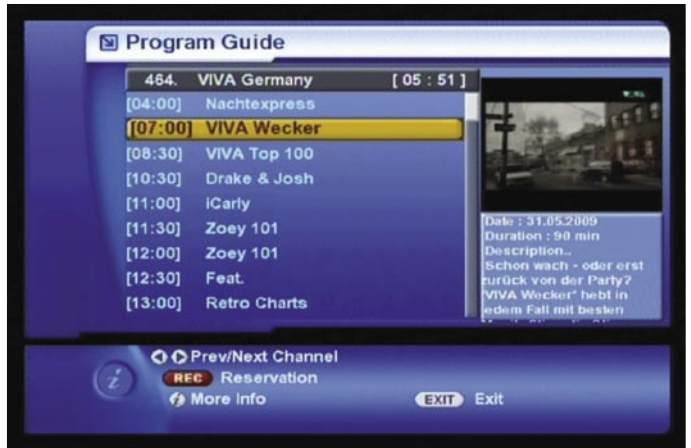 Program Guide
464. VIVA Germany [ 05 : 51 ]
[04:00] Nachtexpress
[07:00] VIVA Wecker
[08:30] VIVA Top 100
[10:30] Drake & Josh
[11:00] iCarly
[11:30] Zoey 101
[12:00] Zoey 101
[12:30] Feat.
[13:00] Retro Charts
Date : 31.05.2009
Duration : 90 min
Description..
Schon wach - oder erst
zurück von der Party?
"VIVA Wecker" hebt in
edem Fall mit besten
Prev/Next Channel
REC Reservation
i More Info
EXIT Exit